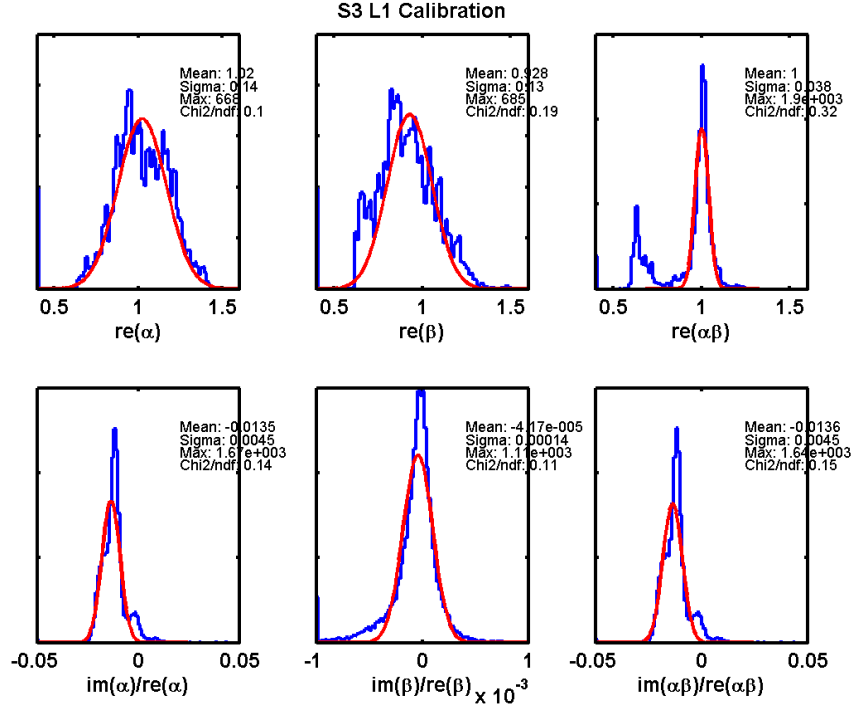 S3 L1 Calibration
Mean: 1.02
Sigma: 0.14
Max: 668
Chi2/ndf: 0.1
0.5 1 1.5
re(α)
Mean: 0.928
Sigma: 0.13
Max: 685
Chi2/ndf: 0.19
0.5 1 1.5
re(β)
Mean: 1
Sigma: 0.038
Max: 1.9e+003
Chi2/ndf: 0.32
0.5 1 1.5
re(αβ)
Mean: -0.0135
Sigma: 0.0045
Max: 1.67e+003
Chi2/ndf: 0.14
-0.05 0 0.05
im(α)/re(α)
Mean: -4.17e-005
Sigma: 0.00014
Max: 1.11e+003
Chi2/ndf: 0.11
-1 0 1
im(β)/re(β) x 10⁻³
Mean: -0.0136
Sigma: 0.0045
Max: 1.64e+003
Chi2/ndf: 0.15
-0.05 0 0.05
im(αβ)/re(αβ)